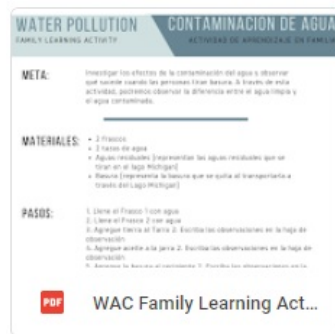 WATER POLLUTION
CONTAMINACION DE AGUA
FAMILY LEARNING ACTIVITY
ACTIVIDAD DE APRENDIZAJE EN FAMILIA
META:
Investigar los efectos de la contaminación del agua y observar
qué sucede cuando las personas tiran basura. A través de esta
actividad, podremos observar la diferencia entre el agua limpia y
el agua contaminada.
MATERIALES:
• 2 frascos
• 2 tazas de agua
• Aguas residuales (representan las aguas residuales que se
tiran en el lago Michigan)
• Basura (representa la basura que se quita al transportarla a
través del Lago Michigan)
PASOS:
1. Llene el Frasco 1 con agua
2. Llene el Frasco 2 con agua
3. Agregue tierra al Tarro 2. Escriba las observaciones en la hoja de
observación
4. Agregue aceite a la jarra 2. Escriba las observaciones en la hoja de
observación
PDF
WAC Family Learning Act...